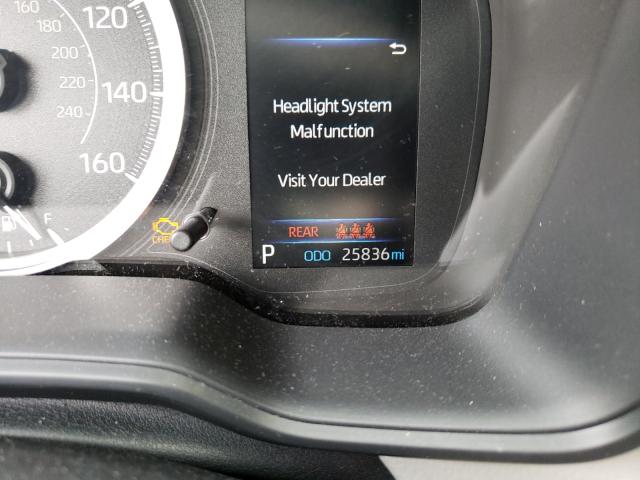 160
180
200
220
240
120
140
160
F
CHECK
Headlight System
Malfunction
Visit Your Dealer
REAR
P ODO 25836 mi